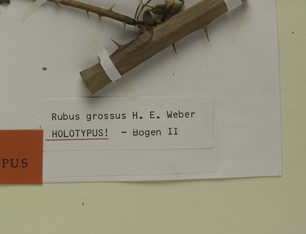 Rubus grossus H. E. Weber
HOLOTYPUS! - Bogen II
PUS